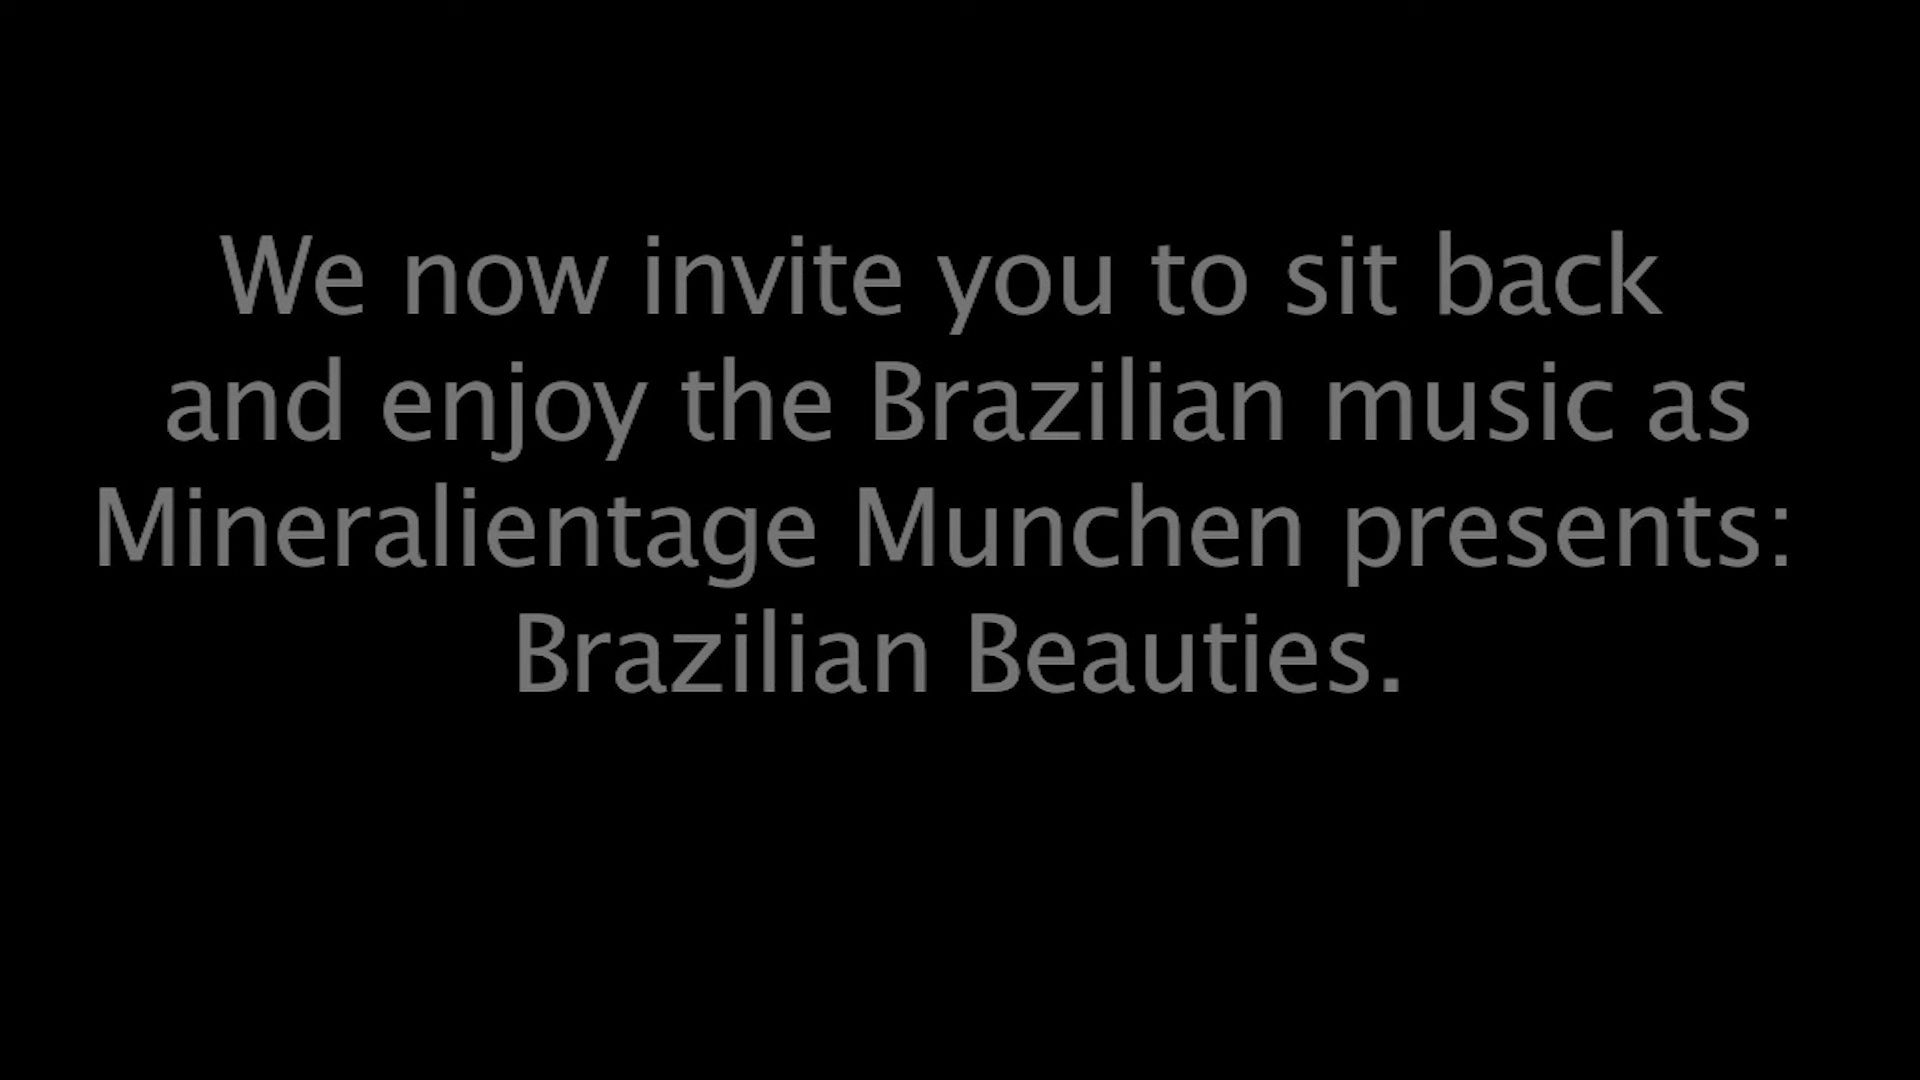 We now invite you to sit back
and enjoy the Brazilian music as
Mineralientage Munchen presents:
Brazilian Beauties.